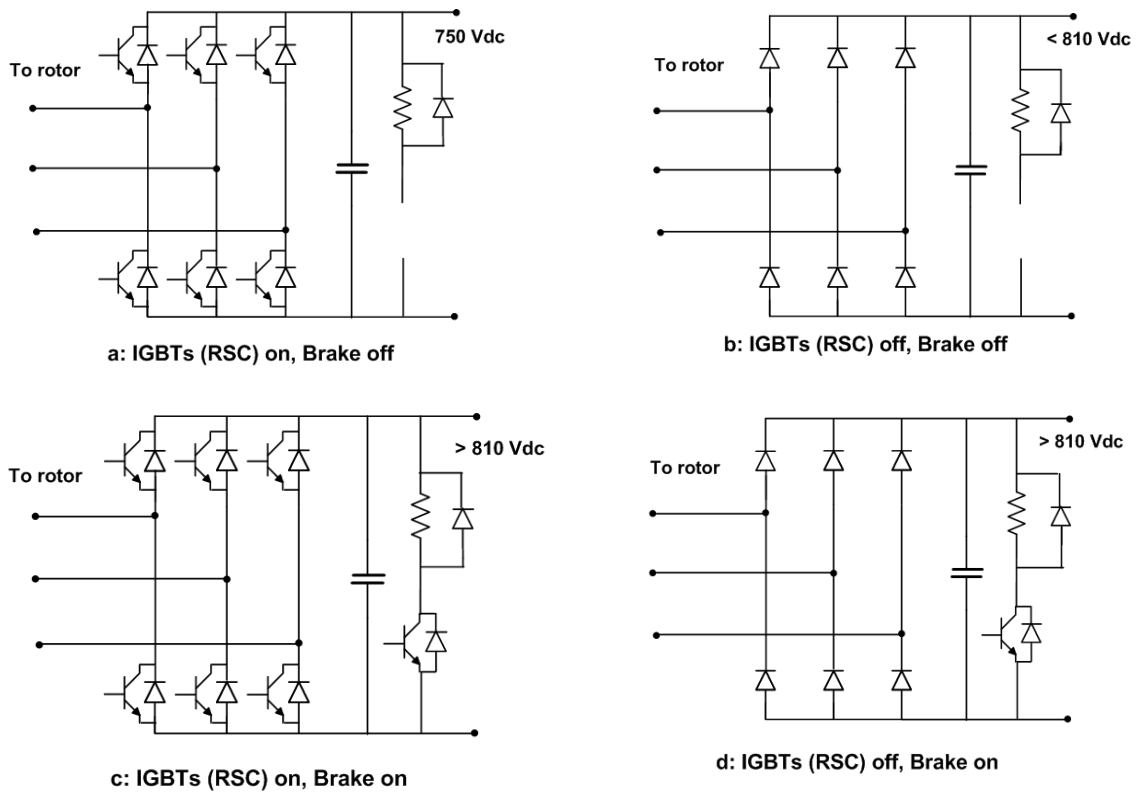 750 Vdc
To rotor
a: IGBTs (RSC) on, Brake off
< 810 Vdc
To rotor
b: IGBTs (RSC) off, Brake off
> 810 Vdc
To rotor
c: IGBTs (RSC) on, Brake on
> 810 Vdc
To rotor
d: IGBTs (RSC) off, Brake on